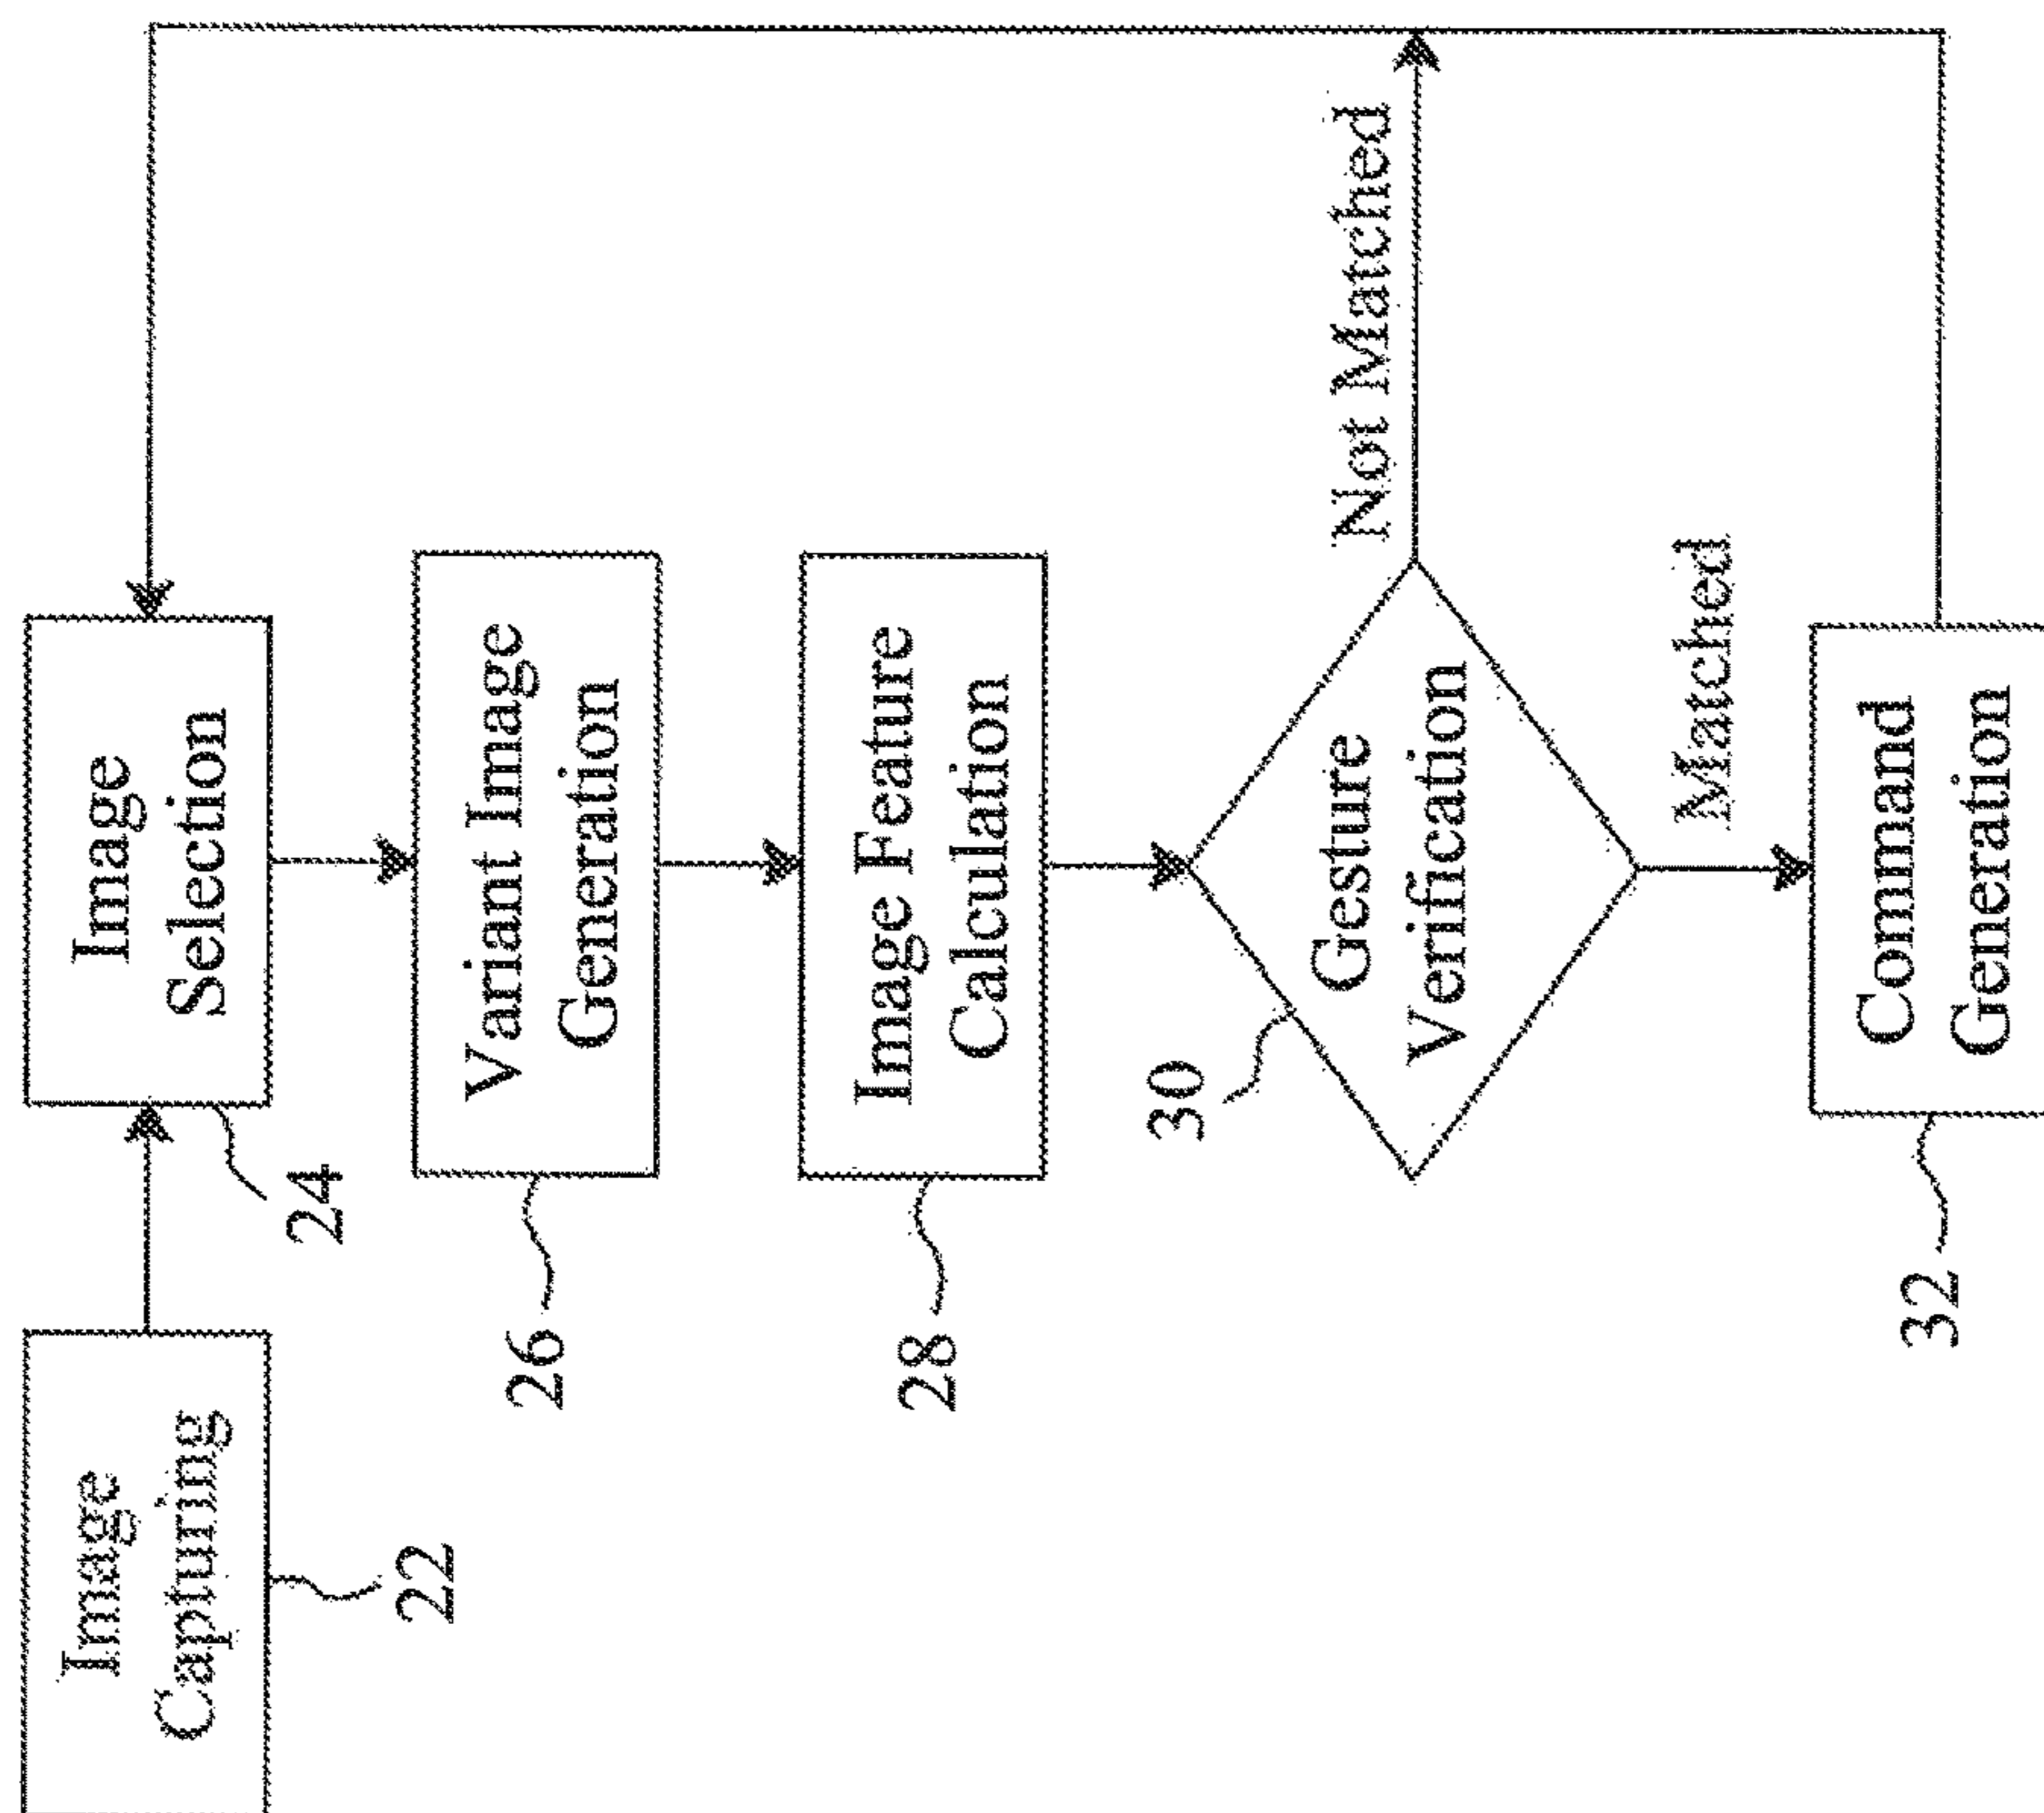 Image
Capturing
22
Image
Selection
24
Variant Image
Generation
26
Image Feature
Calculation
28
Gesture
Verification
30
Not Matched
Matched
Command
Generation
32